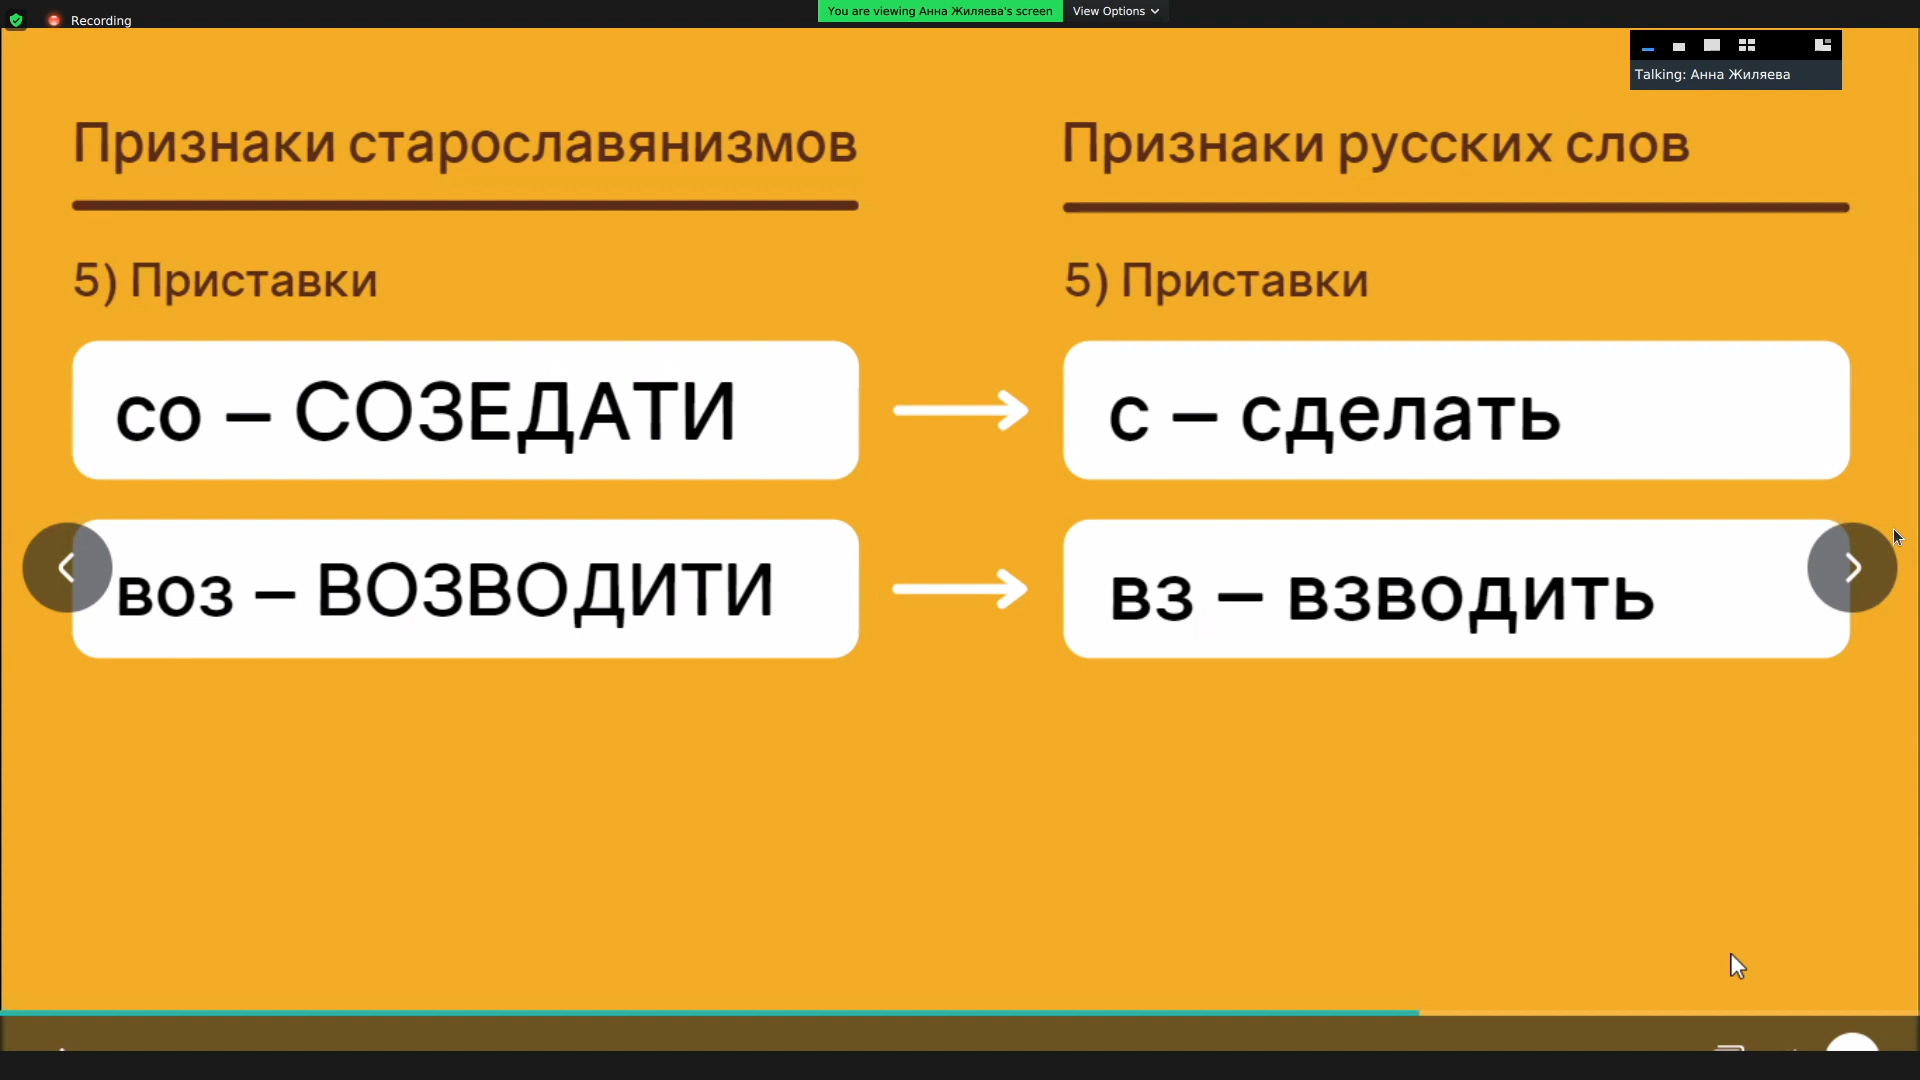 Recording
You are viewing Анна Жиляева's screen
View Options
Talking: Анна Жиляева
Признаки старославянизмов
5) Приставки
со – СОЗЕДАТИ
воз – ВОЗВОДИТИ
Признаки русских слов
5) Приставки
с – сделать
вз – взводить